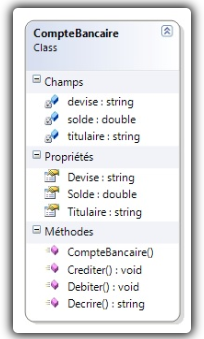 CompteBancaire
Class
Champs
devise : string
solde : double
titulaire : string
Propriétés
Devise : string
Solde : double
Titulaire : string
Méthodes
CompteBancaire()
Crediter() : void
Debiter() : void
Decrire() : string